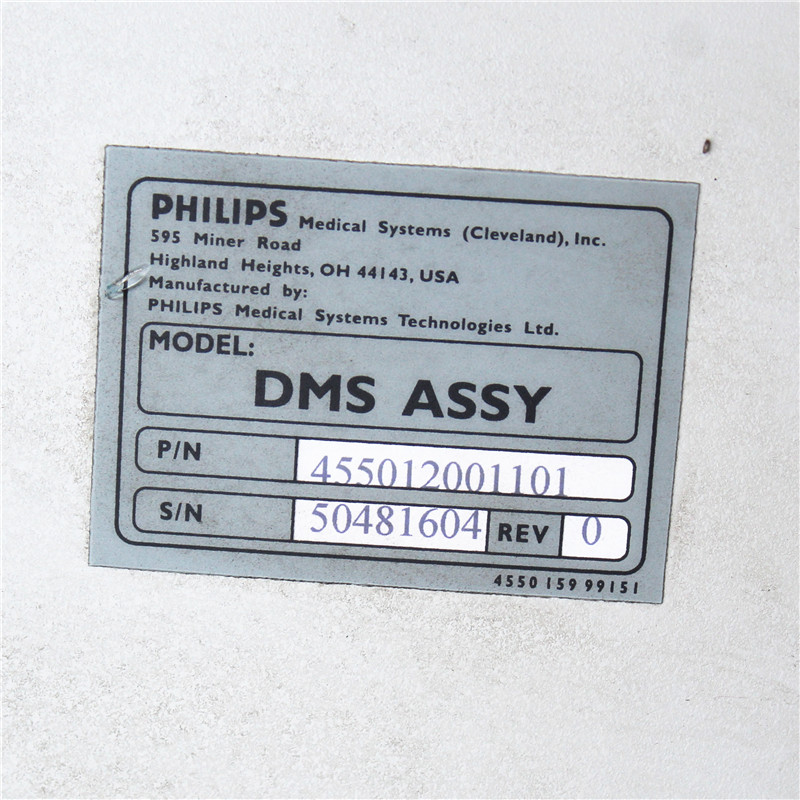 PHILIPS Medical Systems (Cleveland), Inc.
595 Miner Road
Highland Heights, OH 44143, USA
Manufactured by:
PHILIPS Medical Systems Technologies Ltd.
MODEL:
DMS ASSY
P/N 455012001101
S/N 50481604 REV 0
4550 159 99151